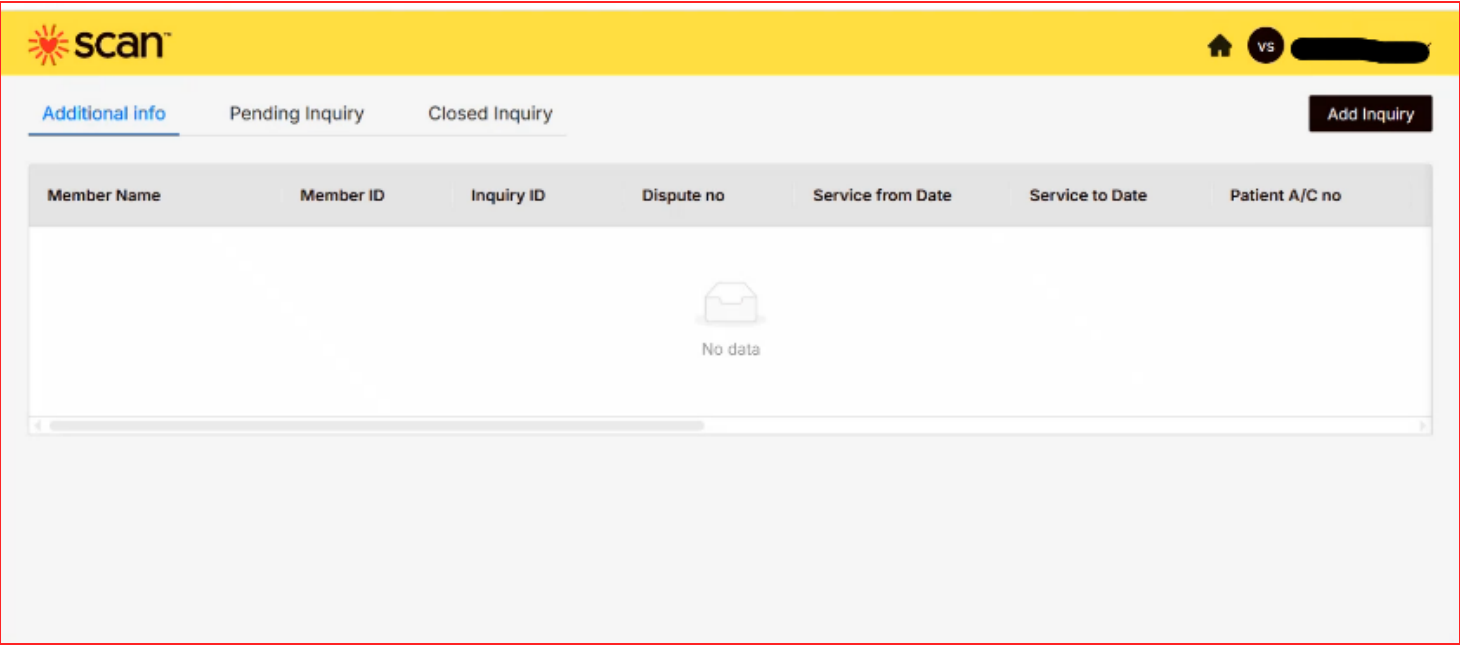 scan™
VS
Additional info Pending Inquiry Closed Inquiry Add Inquiry
Member Name Member ID Inquiry ID Dispute no Service from Date Service to Date Patient A/C no
No data